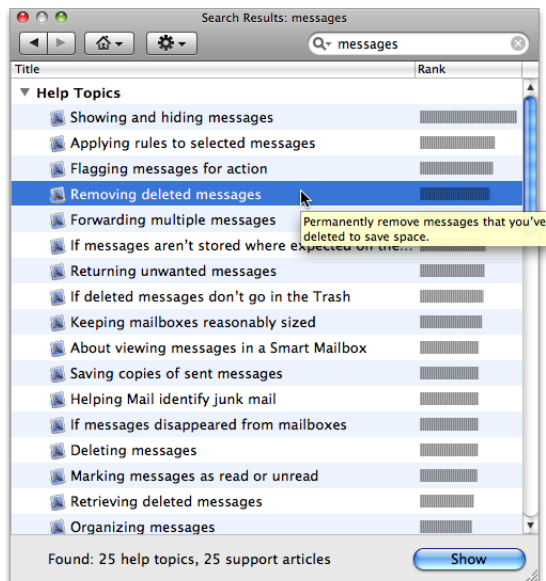 Search Results: messages
messages
Title Rank
Help Topics
Showing and hiding messages
Applying rules to selected messages
Flagging messages for action
Removing deleted messages
Forwarding multiple messages
Permanently remove messages that you've
deleted to save space.
If messages aren't stored where expected on the...
Returning unwanted messages
If deleted messages don't go in the Trash
Keeping mailboxes reasonably sized
About viewing messages in a Smart Mailbox
Saving copies of sent messages
Helping Mail identify junk mail
If messages disappeared from mailboxes
Deleting messages
Marking messages as read or unread
Retrieving deleted messages
Organizing messages
Found: 25 help topics, 25 support articles Show